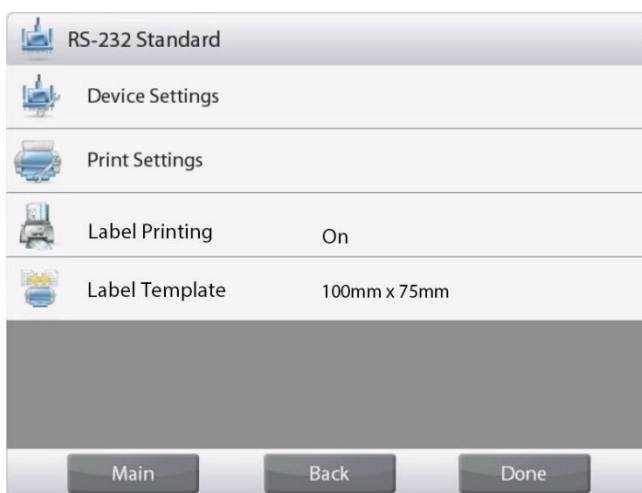 RS-232 Standard
Device Settings
Print Settings
Label Printing On
Label Template 100mm x 75mm
Main Back Done